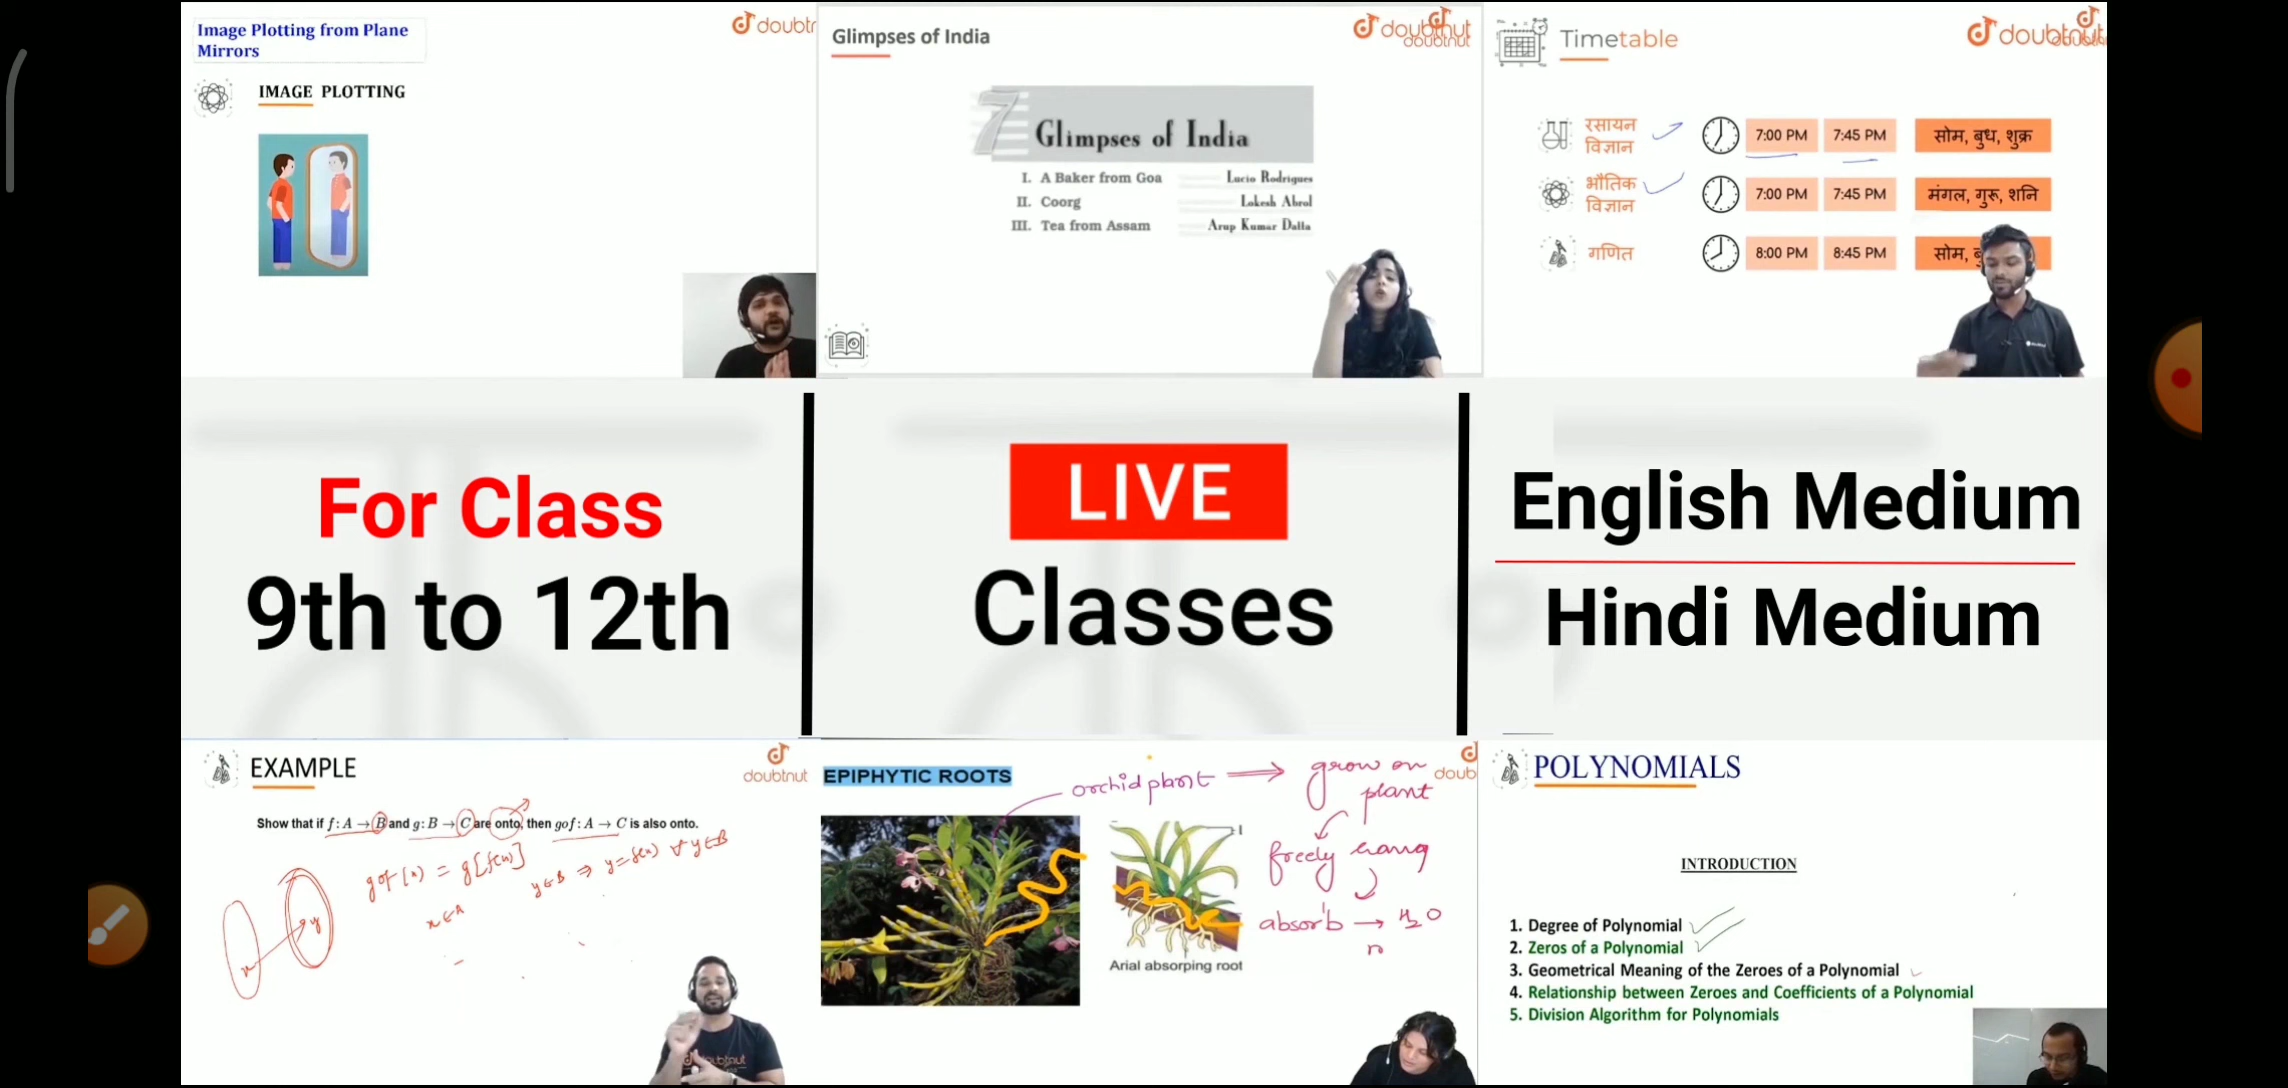 Image Plotting from Plane
Mirrors
doubtn
IMAGE PLOTTING
Glimpses of India
doubtnut
doubtnut
7 Glimpses of India
I. A Baker from Goa Lucio Rodrigues
II. Coorg Lokesh Abrol
III. Tea from Assam Arup Kumar Datta
Timetable
doubtnut
रसायन
विज्ञान
7:00 PM 7:45 PM सोम, बुध, शुक्र
भौतिक
विज्ञान
7:00 PM 7:45 PM मंगल, गुरू, शनि
गणित 8:00 PM 8:45 PM सोम,
For Class
9th to 12th
LIVE
Classes
English Medium
Hindi Medium
EXAMPLE
doubtnut
Show that if f : A → B and g : B → C are onto, then gof : A → C is also onto.
gof(x) = g[f(x)]
y∈B ⇒ y=f(x) ∀ y∈B
x∈A
x y
doubtnut
EPIPHYTIC ROOTS
orchid plant ⇒ grow on
plant
freely hang
absorb → H₂O
Arial absorping root
doub
POLYNOMIALS
INTRODUCTION
1. Degree of Polynomial
2. Zeros of a Polynomial
3. Geometrical Meaning of the Zeroes of a Polynomial
4. Relationship between Zeroes and Coefficients of a Polynomial
5. Division Algorithm for Polynomials